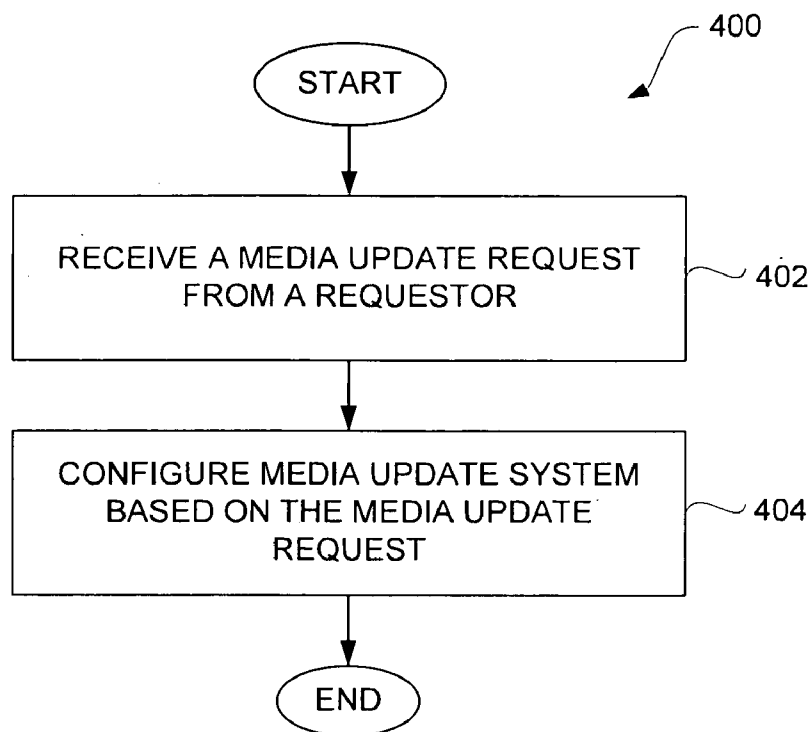 400
START
RECEIVE A MEDIA UPDATE REQUEST
FROM A REQUESTOR
402
CONFIGURE MEDIA UPDATE SYSTEM
BASED ON THE MEDIA UPDATE
REQUEST
404
END